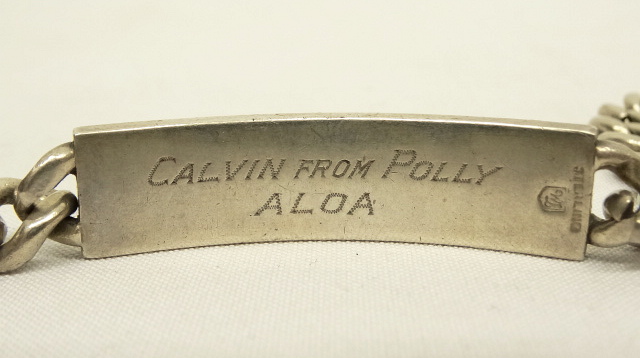 CALVIN FROM POLLY
ALOA
STERLING